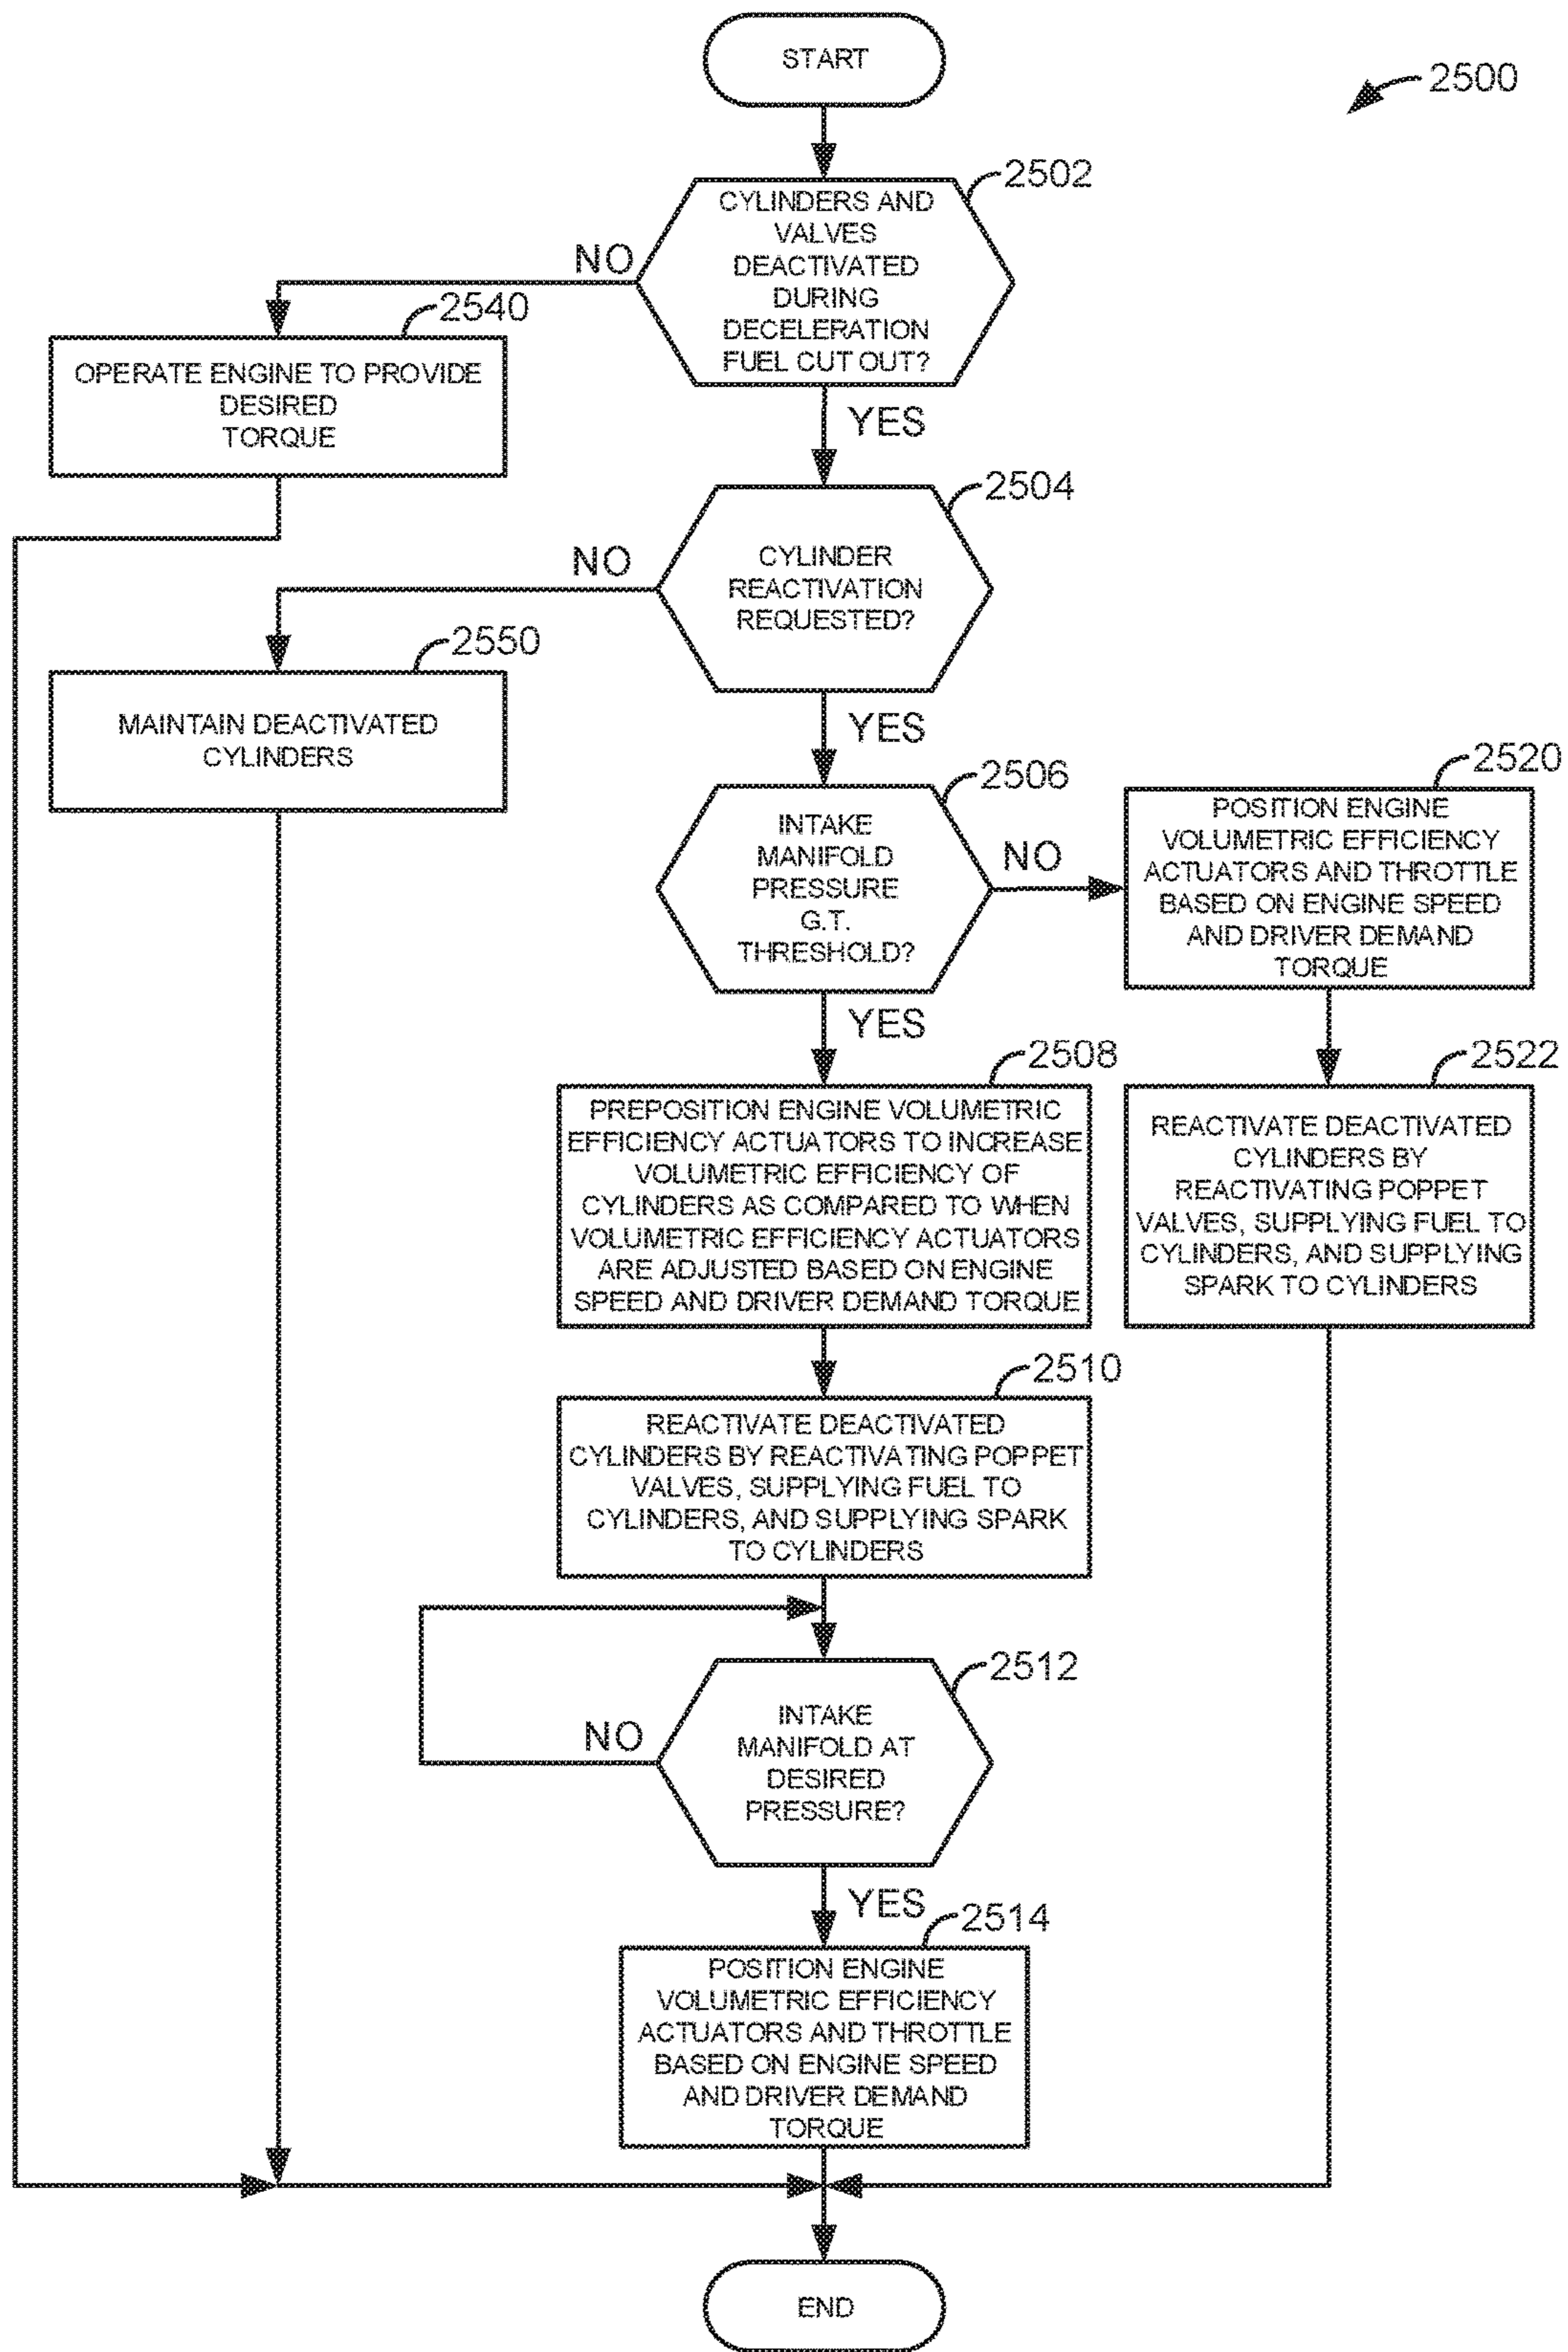 START
2500
2502
CYLINDERS AND
VALVES
DEACTIVATED
DURING
DECELERATION
FUEL CUT OUT?
NO
2540
OPERATE ENGINE TO PROVIDE
DESIRED
TORQUE
YES
2504
CYLINDER
REACTIVATION
REQUESTED?
NO
2550
MAINTAIN DEACTIVATED
CYLINDERS
YES
2506
INTAKE
MANIFOLD
PRESSURE
G.T.
THRESHOLD?
NO
2520
POSITION ENGINE
VOLUMETRIC EFFICIENCY
ACTUATORS AND THROTTLE
BASED ON ENGINE SPEED
AND DRIVER DEMAND
TORQUE
YES
2508
PREPOSITION ENGINE VOLUMETRIC
EFFICIENCY ACTUATORS TO INCREASE
VOLUMETRIC EFFICIENCY OF
CYLINDERS AS COMPARED TO WHEN
VOLUMETRIC EFFICIENCY ACTUATORS
ARE ADJUSTED BASED ON ENGINE
SPEED AND DRIVER DEMAND TORQUE
2522
REACTIVATE DEACTIVATED
CYLINDERS BY
REACTIVATING POPPET
VALVES, SUPPLYING FUEL TO
CYLINDERS, AND SUPPLYING
SPARK TO CYLINDERS
2510
REACTIVATE DEACTIVATED
CYLINDERS BY REACTIVATING POPPET
VALVES, SUPPLYING FUEL TO
CYLINDERS, AND SUPPLYING SPARK
TO CYLINDERS
2512
INTAKE
MANIFOLD AT
DESIRED
PRESSURE?
NO
YES
2514
POSITION ENGINE
VOLUMETRIC EFFICIENCY
ACTUATORS AND THROTTLE
BASED ON ENGINE SPEED
AND DRIVER DEMAND
TORQUE
END